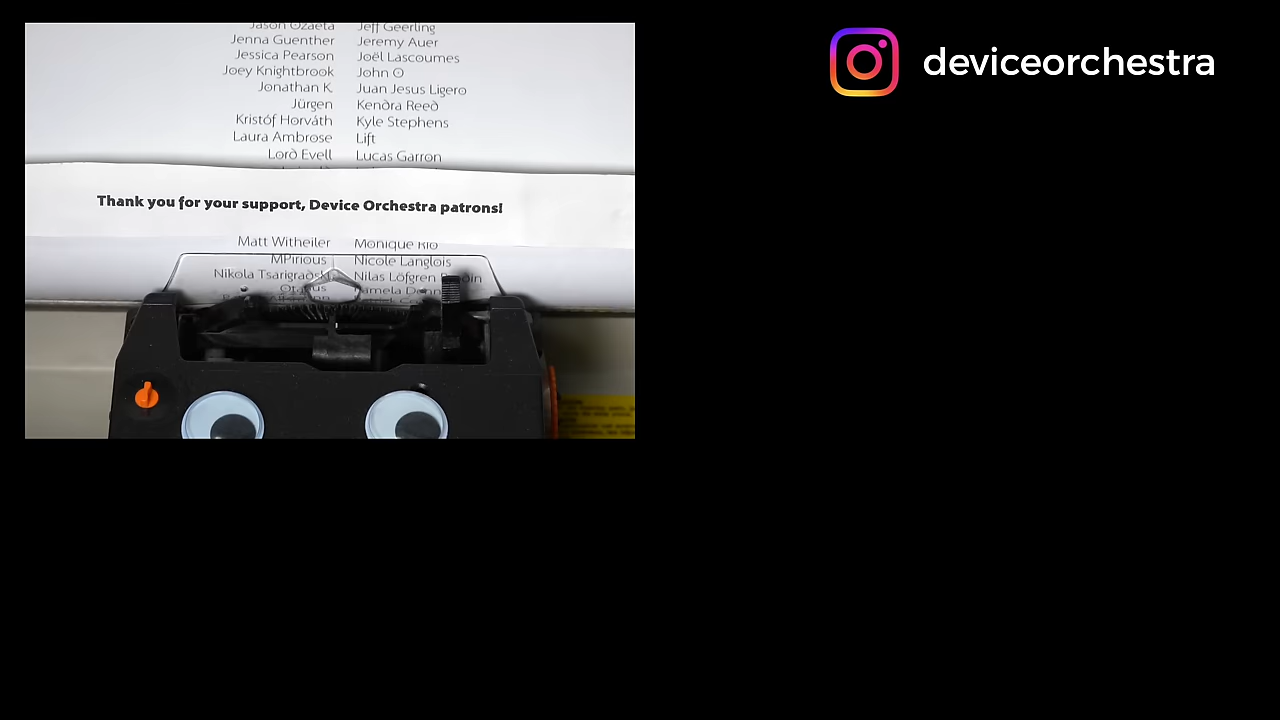 Jason Ozaeta Jeff Geerling
Jenna Guenther Jeremy Auer
Jessica Pearson Joël Lascoumes
Joey Knightbrook John O
Jonathan K. Juan Jesus Ligero
Jürgen Kendra Reed
Kristóf Horváth Kyle Stephens
Laura Ambrose Lift
Lord Evell Lucas Garron
Thank you for your support, Device Orchestra patrons!
Matt Witheiler Monique Rio
MPirious Nicole Langlois
Nikola Tsarigradski Nilas Löfgren
Pamela
deviceorchestra